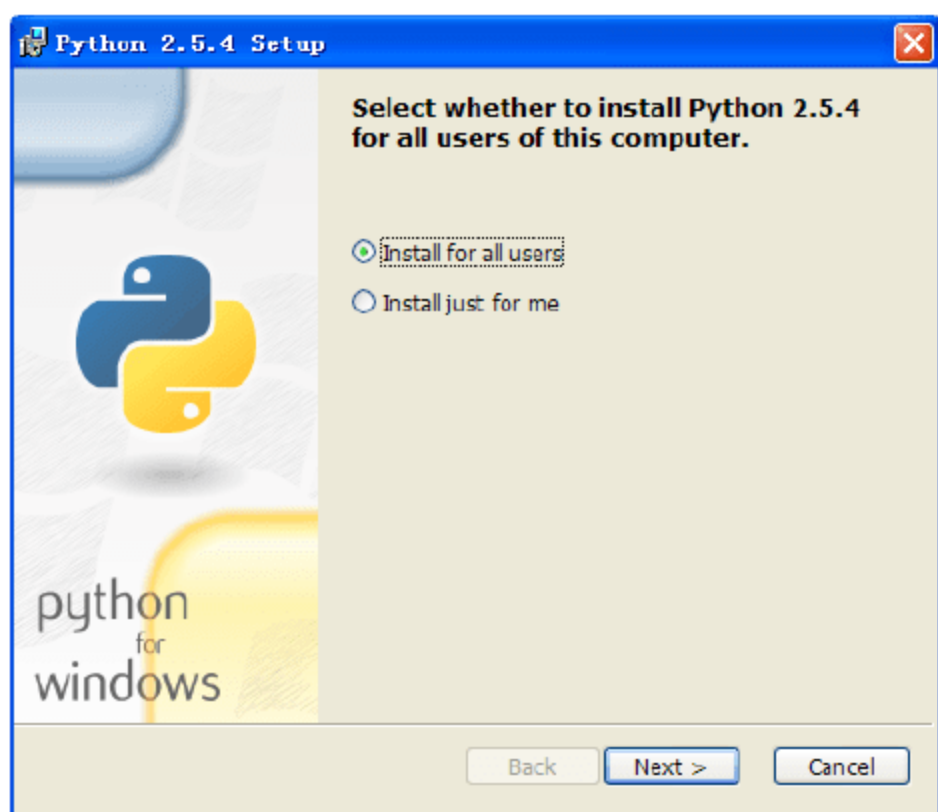 Python 2.5.4 Setup
Select whether to install Python 2.5.4
for all users of this computer.
Install for all users
Install just for me
python
for
windows
Back
Next >
Cancel